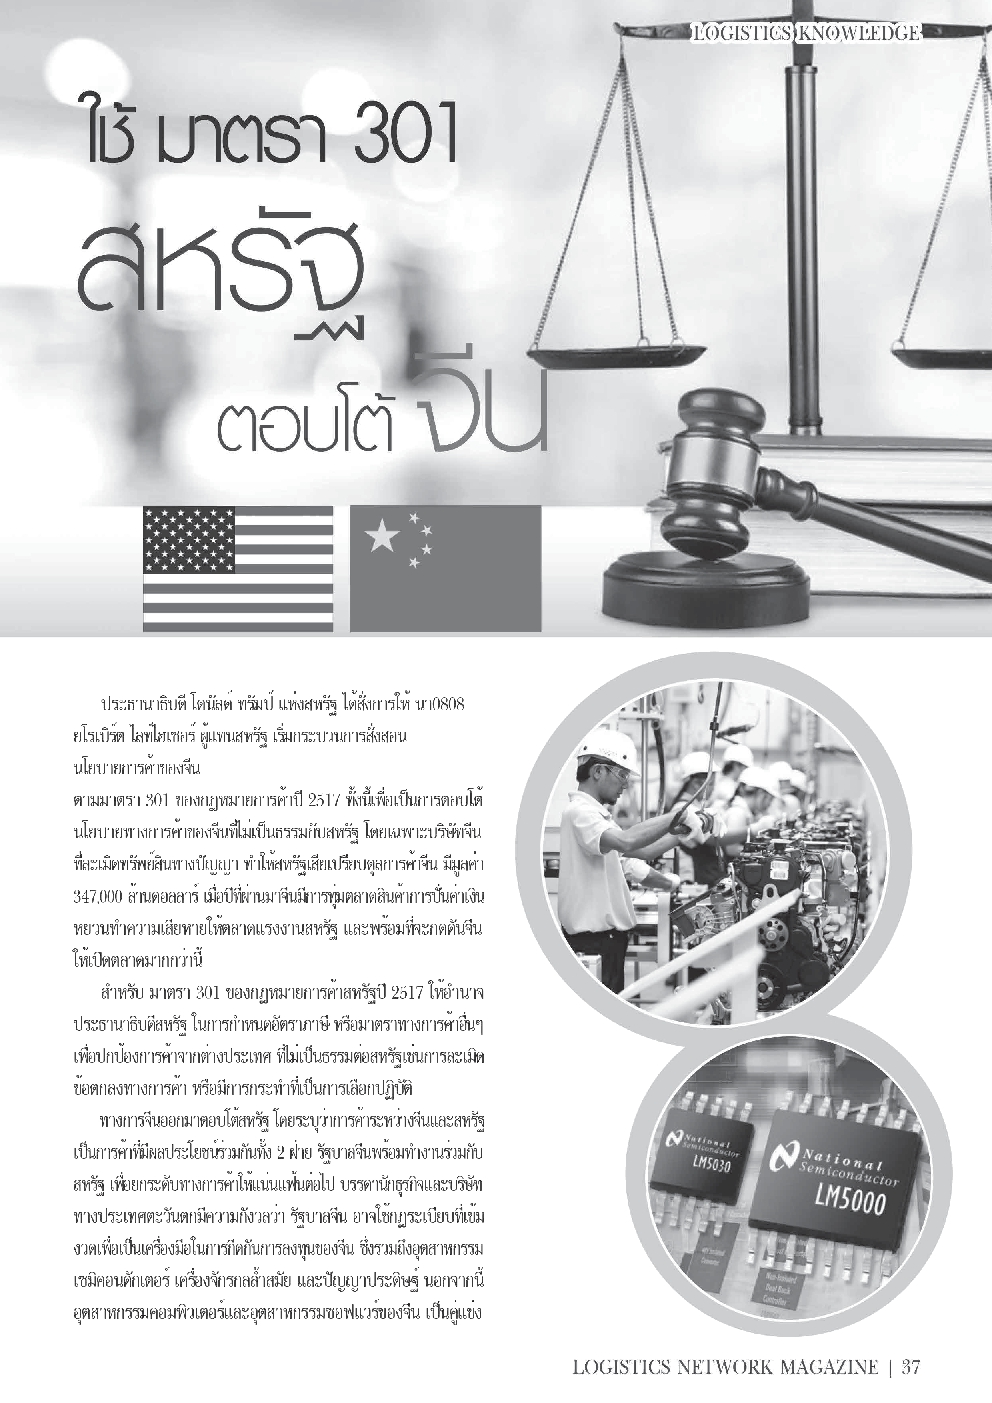 LOGISTICS KNOWLEDGE
ใช้ มาตรา 301
สหรัฐ
ตอบโต้ จีน
ประธานาธิบดี โดนัลด์ ทรัมป์ แห่งสหรัฐ ได้สั่งการให้ นา0808
ยโรเบิร์ต ไลท์ไฮเซอร์ ผู้แทนสหรัฐ เริ่มกระบวนการสั่งสอน
นโยบายการค้าของจีน
ตามมาตรา 301 ของกฎหมายการค้าปี 2517 ทั้งนี้เพื่อเป็นการตอบโต้
นโยบายทางการค้าของจีนที่ไม่เป็นธรรมกับสหรัฐ โดยเฉพาะบริษัทจีน
ที่ละเมิดทรัพย์สินทางปัญญา ทำให้สหรัฐเสียเปรียบดุลการค้าจีน มีมูลค่า
347,000 ล้านดอลลาร์ เมื่อปีที่ผ่านมาจีนมีการทุ่มตลาดสินค้าการปั่นค่าเงิน
หยวนทำความเสียหายให้ตลาดแรงงานสหรัฐ และพร้อมที่จะกดดันจีน
ให้เปิดตลาดมากกว่านี้
สำหรับ มาตรา 301 ของกฎหมายการค้าสหรัฐปี 2517 ให้อำนาจ
ประธานาธิบดีสหรัฐ ในการกำหนดอัตราภาษี หรือมาตราทางการค้าอื่นๆ
เพื่อปกป้องการค้าจากต่างประเทศ ที่ไม่เป็นธรรมต่อสหรัฐเช่นการละเมิด
ข้อตกลงทางการค้า หรือมีการกระทำที่เป็นการเลือกปฏิบัติ
ทางการจีนออกมาตอบโต้สหรัฐ โดยระบุว่าการค้าระหว่างจีนและสหรัฐ
เป็นการค้าที่มีผลประโยชน์ร่วมกันทั้ง 2 ฝ่าย รัฐบาลจีนพร้อมทำงานร่วมกับ
สหรัฐ เพื่อยกระดับทางการค้าให้แน่นแฟ้นต่อไป บรรดานักธุรกิจและบริษัท
ทางประเทศตะวันตกมีความกังวลว่า รัฐบาลจีน อาจใช้กฎระเบียบที่เข้ม
งวดเพื่อเป็นเครื่องมือในการกีดกันการลงทุนของจีน ซึ่งรวมถึงอุตสาหกรรม
เซมิคอนดักเตอร์ เครื่องจักรกลล้ำสมัย และปัญญาประดิษฐ์ นอกจากนี้
อุตสาหกรรมคอมพิวเตอร์และอุตสาหกรรมซอฟแวร์ของจีน เป็นคู่แข่ง
National
Semiconductor
LM5030
National
Semiconductor
LM5000
Non-Isolated
Dual Buck
Controller
LOGISTICS NETWORK MAGAZINE | 37